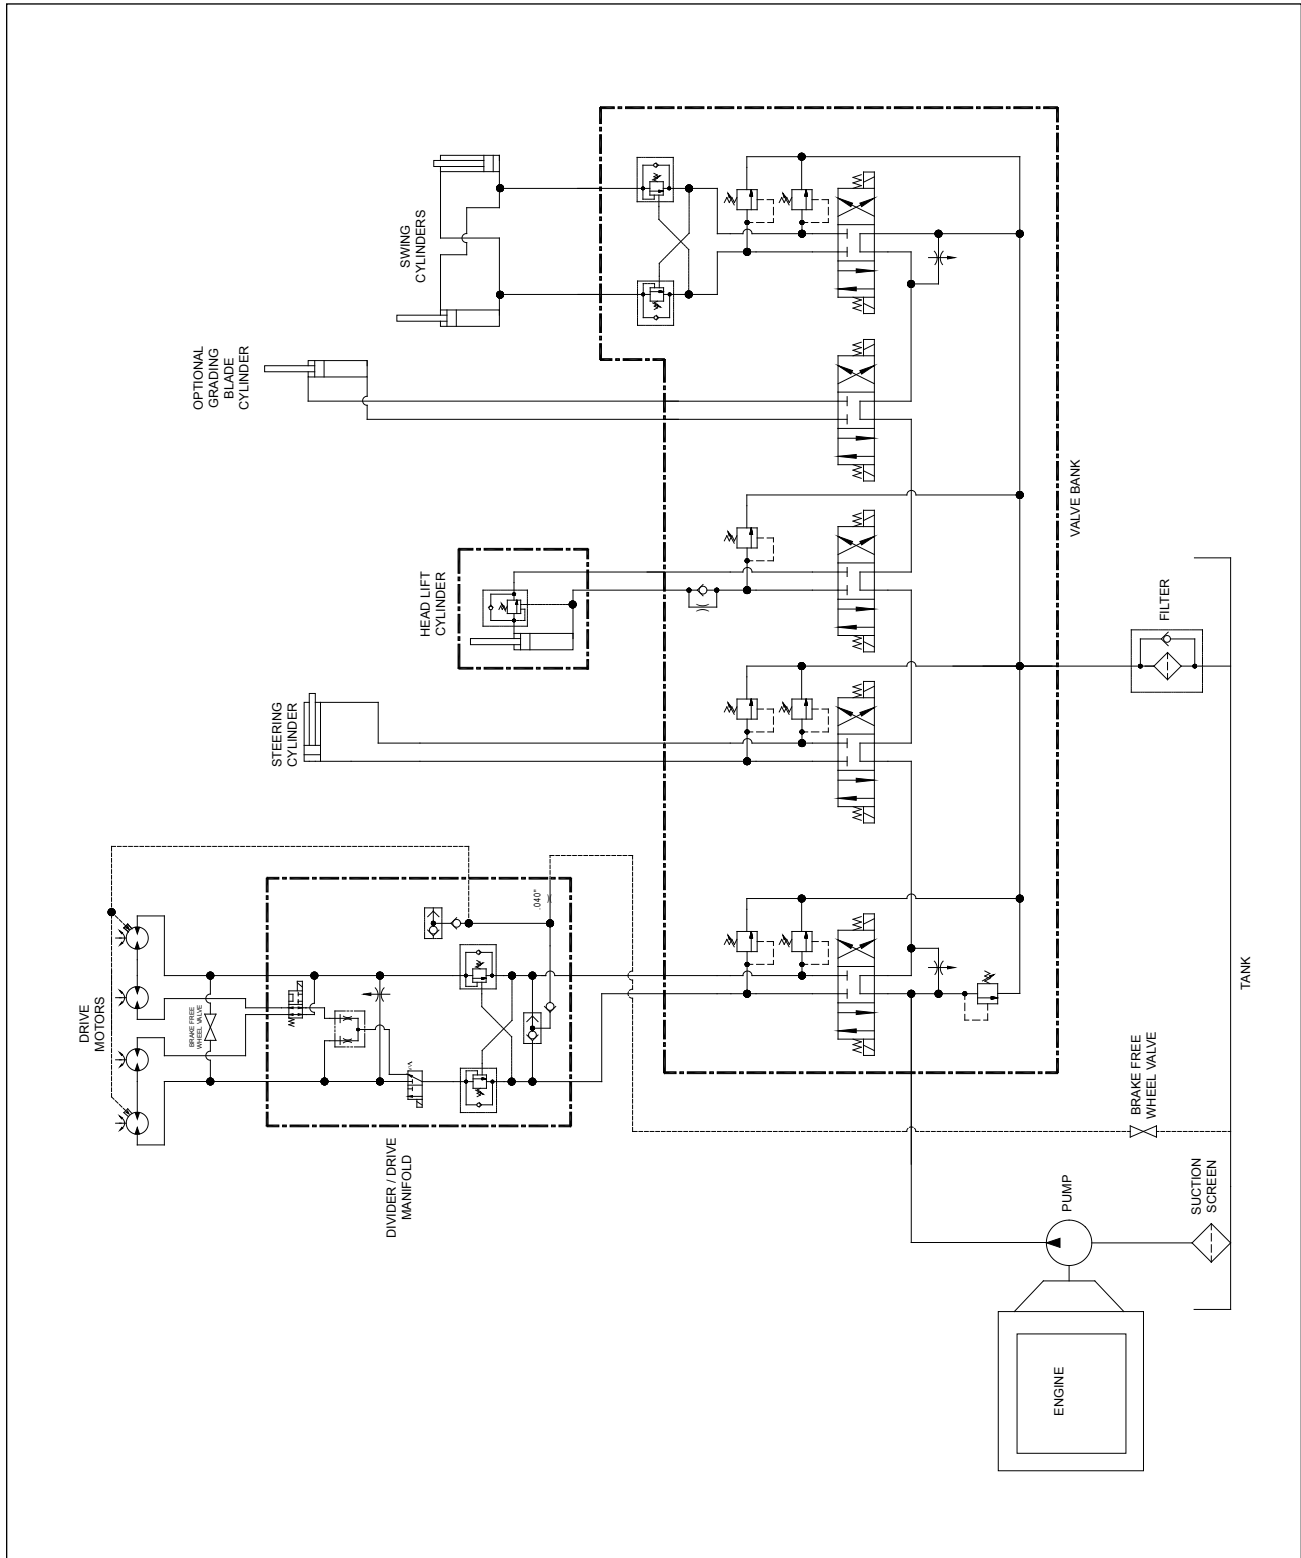 SWING
CYLINDERS
OPTIONAL
GRADING
BLADE
CYLINDER
HEAD LIFT
CYLINDER
STEERING
CYLINDER
DRIVE
MOTORS
BRAKE FREE
WHEEL VALVE
.040"
DIVIDER / DRIVE
MANIFOLD
VALVE BANK
FILTER
TANK
BRAKE FREE
WHEEL VALVE
SUCTION
SCREEN
PUMP
ENGINE